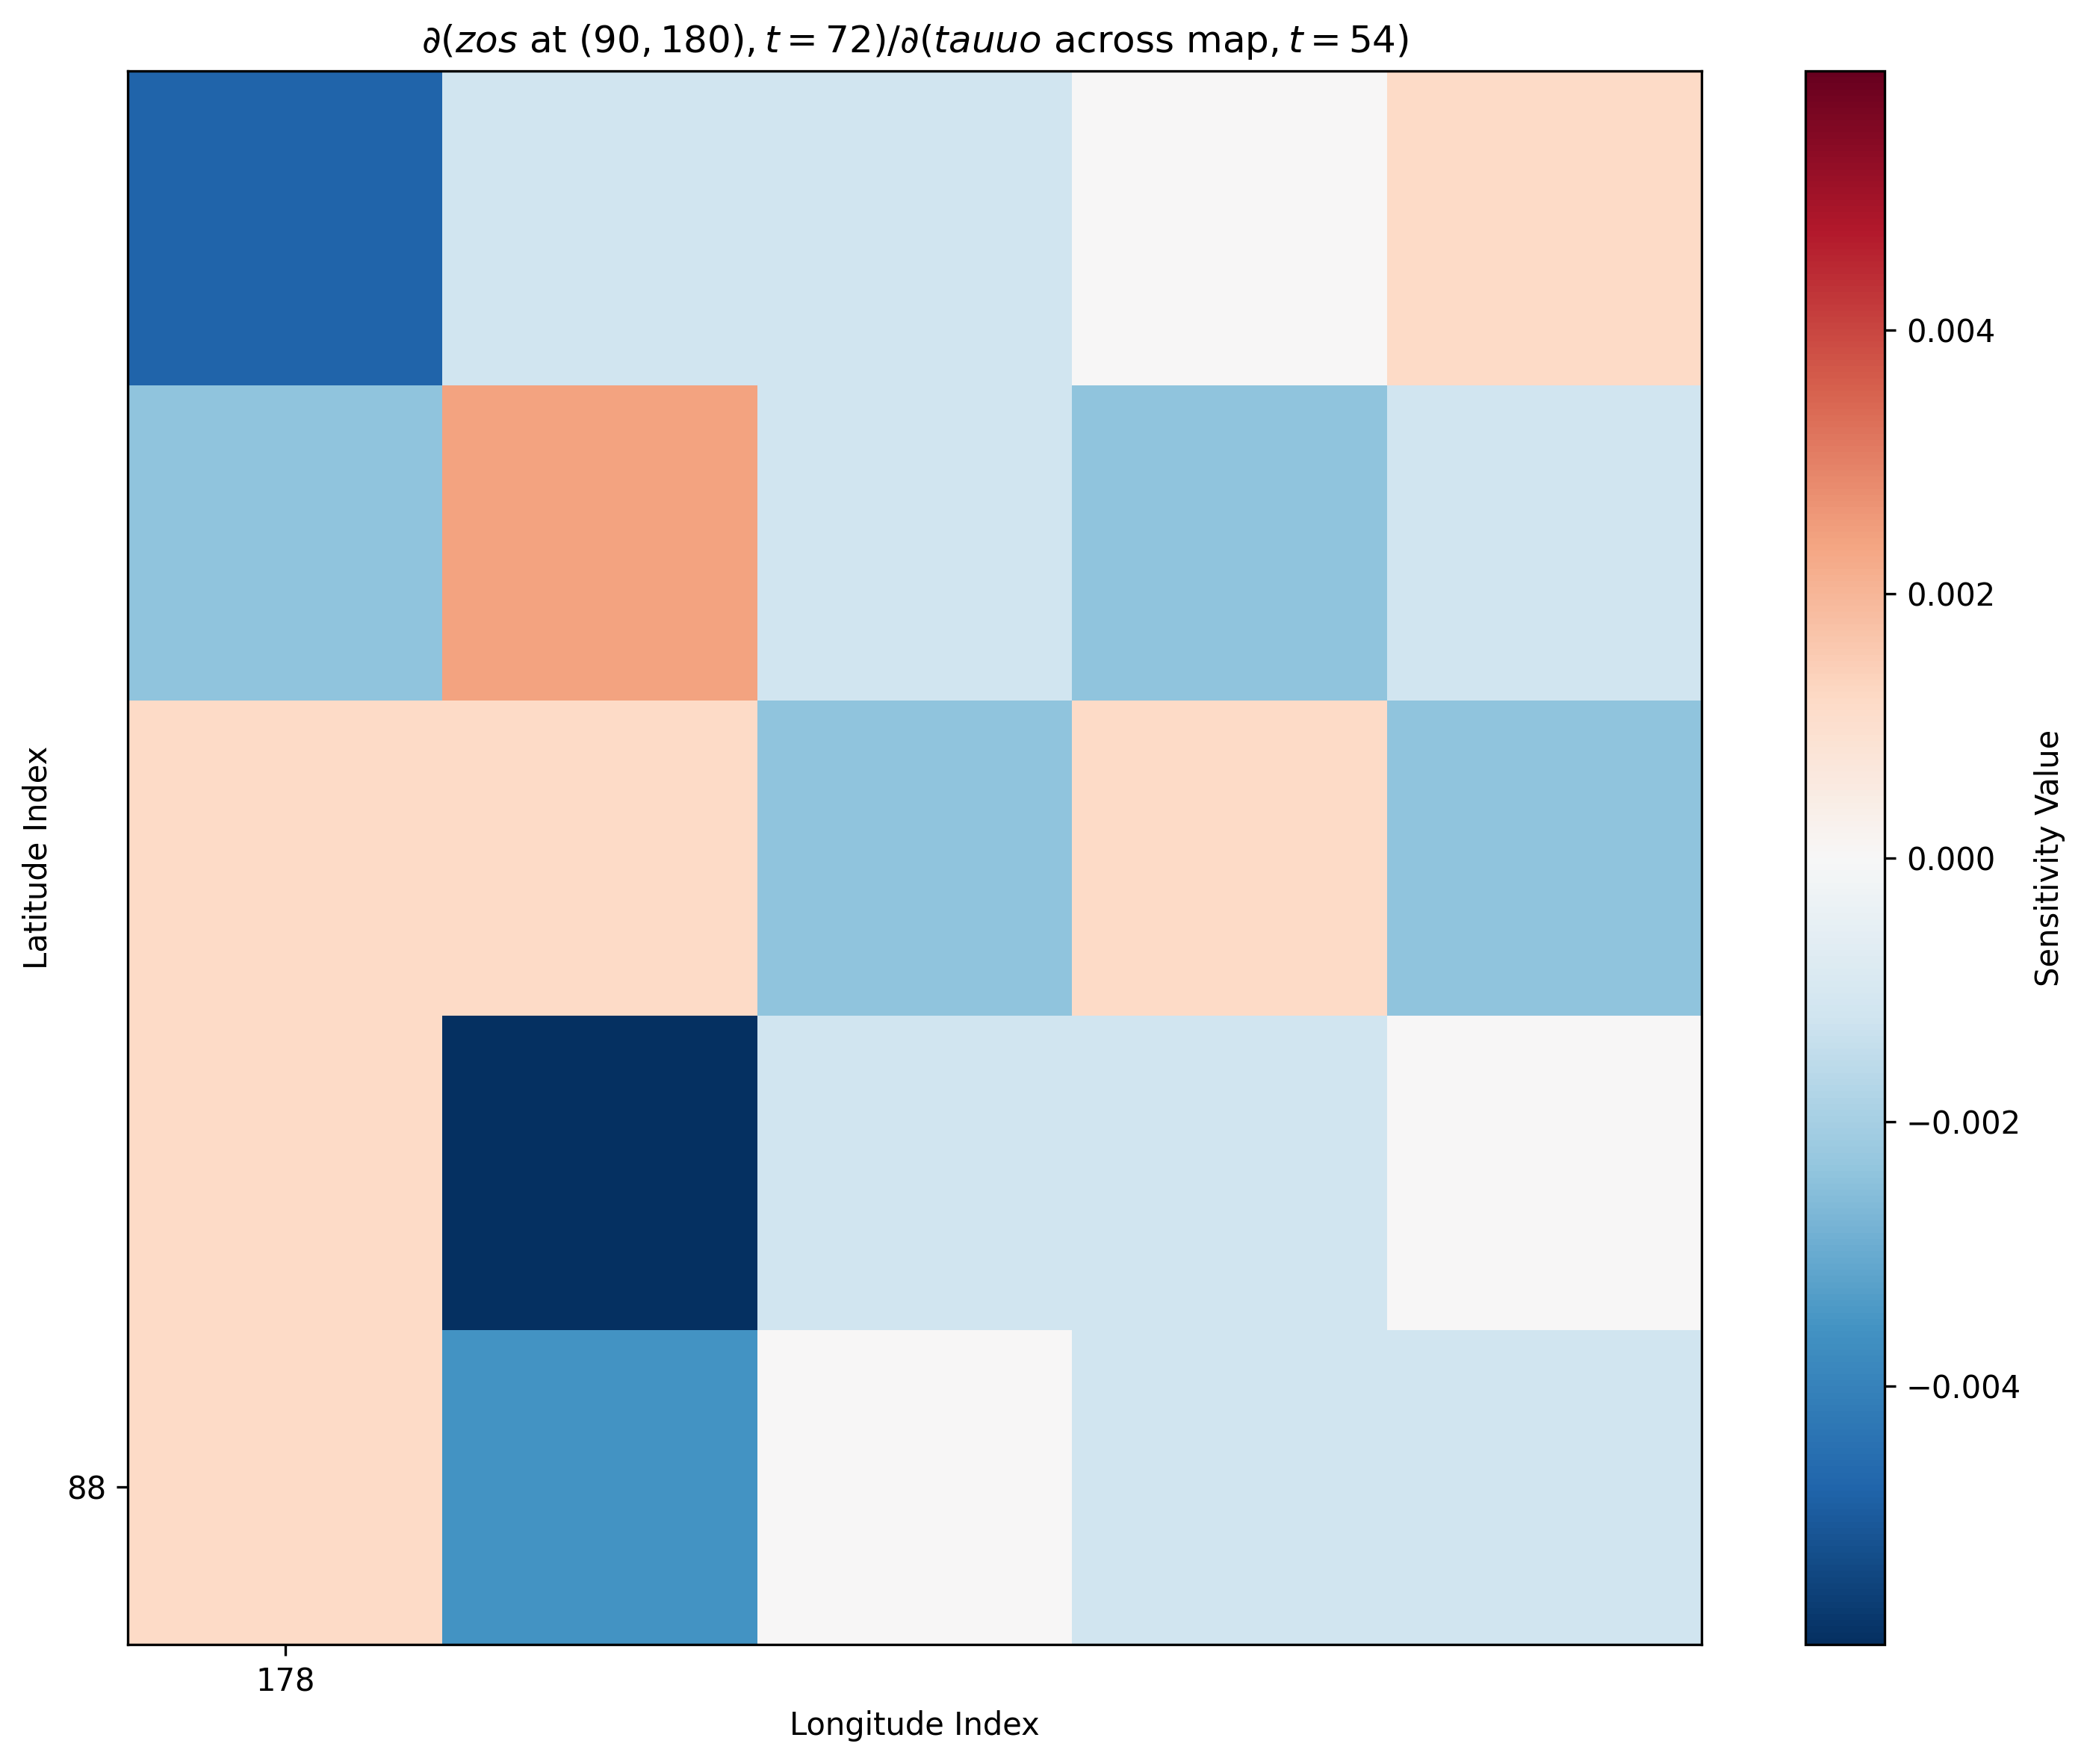 ∂(zos at (90, 180), t = 72)/∂(tauuo across map, t = 54)
0.004
0.002
0.000
−0.002
−0.004
Sensitivity Value
Latitude Index
88
178
Longitude Index